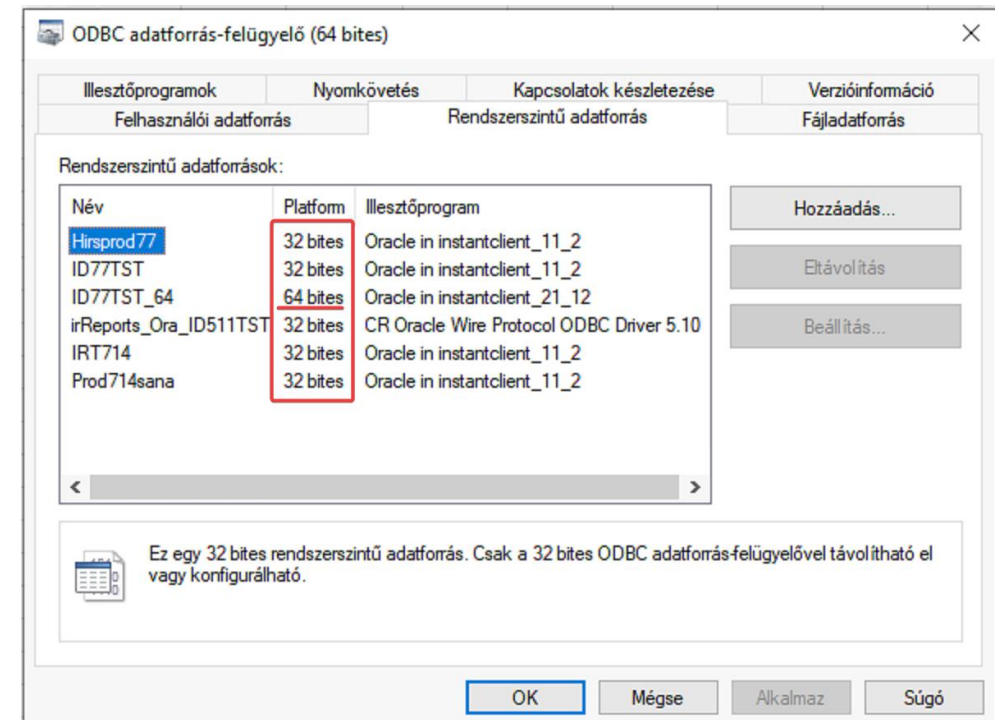 ODBC adatforrás-felügyelő (64 bites)
Illesztőprogramok Nyomkövetés Kapcsolatok készletezése Verzióinformáció
Felhasználói adatforrás Rendszerszintű adatforrás Fájladatforrás
Rendszerszintű adatforrások:
Név Platform Illesztőprogram
Hirsprod77 32 bites Oracle in instantclient_11_2
ID77TST 32 bites Oracle in instantclient_11_2
ID77TST_64 64 bites Oracle in instantclient_21_12
irReports_Ora_ID511TST 32 bites CR Oracle Wire Protocol ODBC Driver 5.10
IRT714 32 bites Oracle in instantclient_11_2
Prod714sana 32 bites Oracle in instantclient_11_2
Hozzáadás...
Eltávolítás
Beállítás...
Ez egy 32 bites rendszerszintű adatforrás. Csak a 32 bites ODBC adatforrás-felügyelővel távolítható el
vagy konfigurálható.
OK Mégse Alkalmaz Súgó